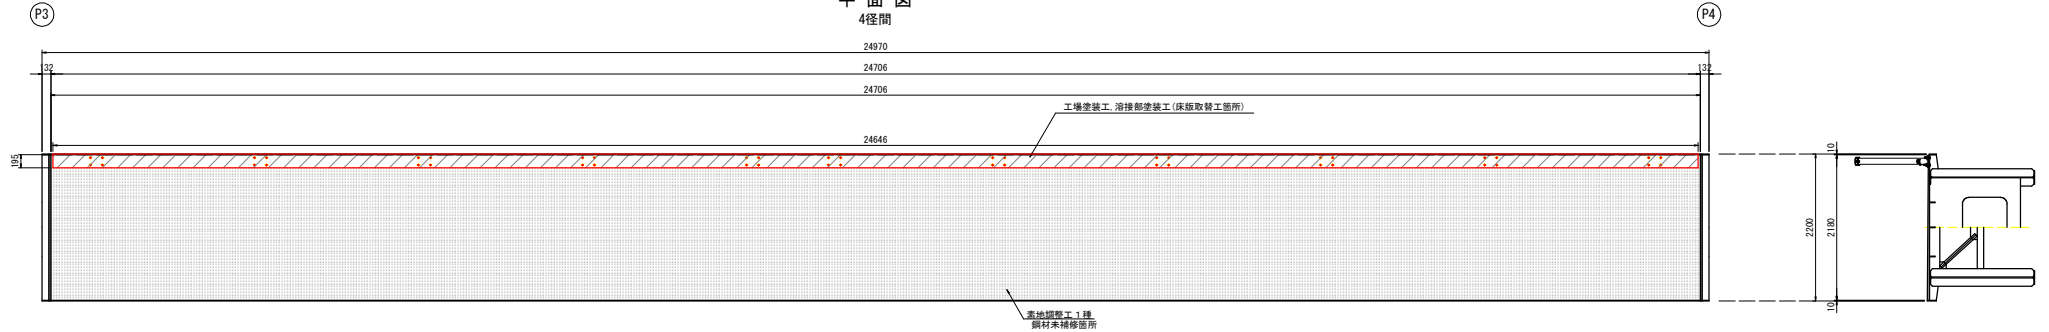 平 面 図
4径間
P3
P4
24970
132
24706
132
24706
工場塗装工,溶接部塗装工(床版取替工箇所)
24646
195
10
2200
2180
10
素地調整工1種
鋼材未補修箇所